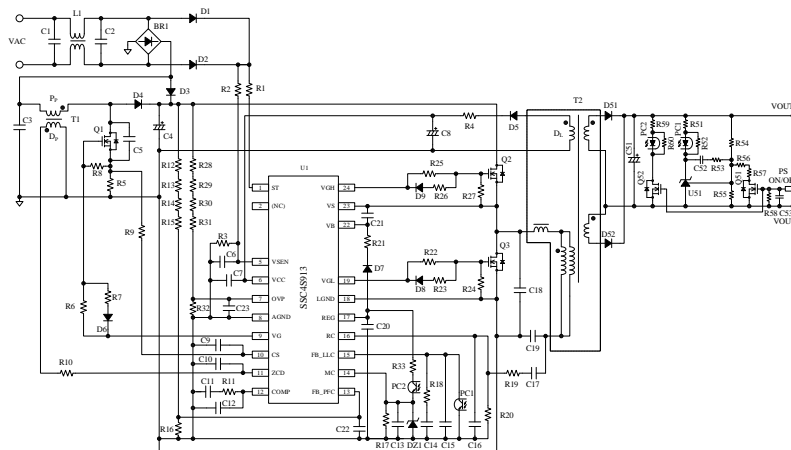 L1
D1
BR1
VAC
C1
C2
D2
D3
R2
R1
PP
T1
D4
C3
DP
Q1
C4
C5
R8
R5
R9
R12
R28
R13
R29
R14
R30
R15
R31
C8
R4
D5
T2
DL
D51
VOUT
PC2
R59
R60
PC1
R51
R52
R54
C51
C52
R53
R56
R57
Q52
Q51
U51
R55
R58
C53
PS
ON/OFF
VOUT
D52
U1
SSC4S913
1
ST
2
(NC)
5
VSEN
6
VCC
7
OVP
8
AGND
9
VG
10
CS
11
ZCD
12
COMP
VGH
24
VS
23
VB
22
VGL
19
LGND
18
REG
17
RC
16
FB_LLC
15
MC
14
FB_PFC
13
R25
D9
R26
R27
Q2
C21
R21
D7
R22
D8
R23
R24
Q3
C18
C19
C20
R3
C6
C7
R32
C23
C9
C10
C11
R11
C12
R16
C22
R6
R7
D6
R10
R33
PC2
R18
PC1
R17
C13
DZ1
C14
C15
C16
R20
R19
C17